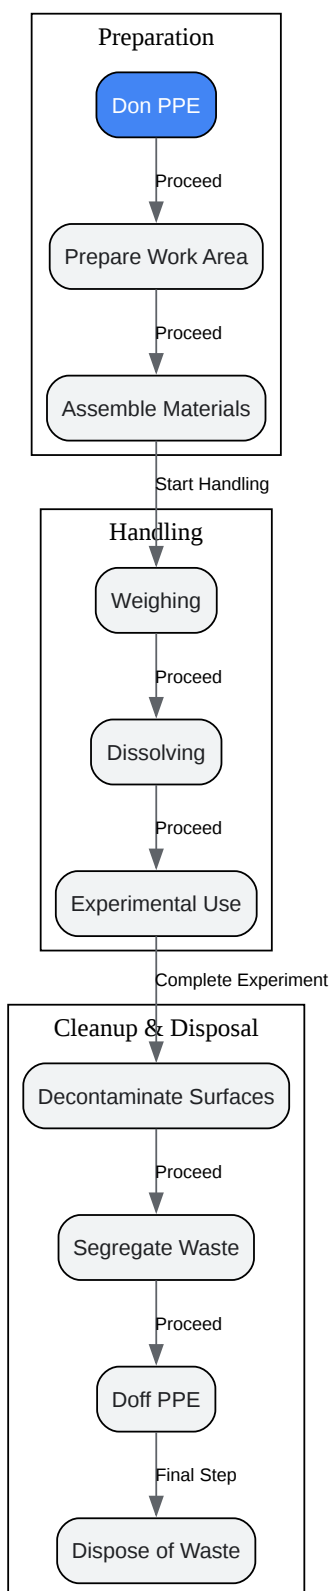 Preparation
Don PPE
Proceed
Prepare Work Area
Proceed
Assemble Materials
Start Handling
Handling
Weighing
Proceed
Dissolving
Proceed
Experimental Use
Complete Experiment
Cleanup & Disposal
Decontaminate Surfaces
Proceed
Segregate Waste
Proceed
Doff PPE
Final Step
Dispose of Waste